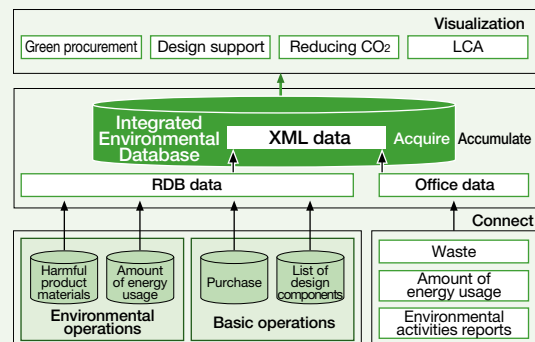 Visualization
Green procurement
Design support
Reducing CO2
LCA
Integrated
Environmental
Database
XML data
Acquire
Accumulate
RDB data
Office data
Connect
Harmful
product
materials
Amount
of energy
usage
Environmental
operations
Purchase
List of
design
components
Basic operations
Waste
Amount of
energy usage
Environmental
activities reports